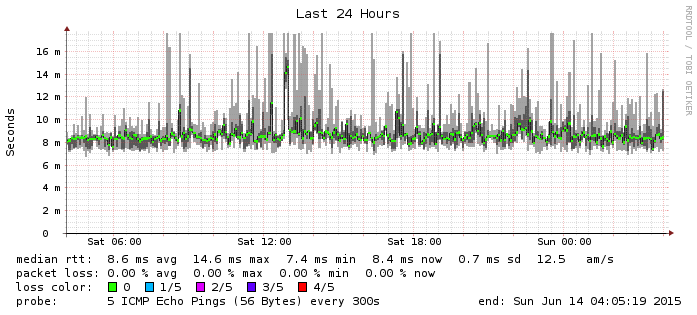 Last 24 Hours
RRDTOOL / TOBI OETIKER
Seconds
16 m
14 m
12 m
10 m
8 m
6 m
4 m
2 m
0
Sat 06:00 Sat 12:00 Sat 18:00 Sun 00:00
median rtt: 8.6 ms avg 14.6 ms max 7.4 ms min 8.4 ms now 0.7 ms sd 12.5 am/s
packet loss: 0.00 % avg 0.00 % max 0.00 % min 0.00 % now
loss color: 0 1/5 2/5 3/5 4/5
probe: 5 ICMP Echo Pings (56 Bytes) every 300s end: Sun Jun 14 04:05:19 2015